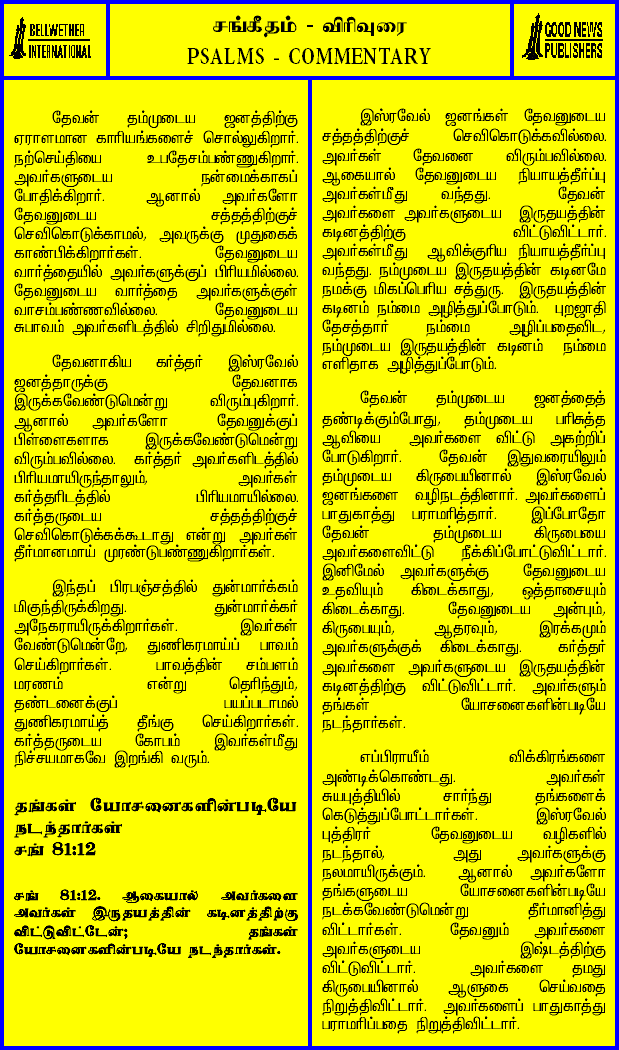 BELLWETHER
INTERNATIONAL
சங்கீதம் - விரிவுரை
PSALMS - COMMENTARY
GOOD NEWS
PUBLISHERS
தேவன் தம்முடைய ஜனத்திற்கு
ஏராளமான காரியங்களைச் சொல்லுகிறார்.
நற்செய்தியை உபதேசம்பண்ணுகிறார்.
அவர்களுடைய நன்மைக்காகப்
போதிக்கிறார். ஆனால் அவர்களோ
தேவனுடைய சத்தத்திற்குச்
செவிகொடுக்காமல், அவருக்கு முதுகைக்
காண்பிக்கிறார்கள். தேவனுடைய
வார்த்தையில் அவர்களுக்குப் பிரியமில்லை.
தேவனுடைய வார்த்தை அவர்களுக்குள்
வாசம்பண்ணவில்லை. தேவனுடைய
சுபாவம் அவர்களிடத்தில் சிறிதுமில்லை.
தேவனாகிய கர்த்தர் இஸ்ரவேல்
ஜனத்தாருக்கு தேவனாக
இருக்கவேண்டுமென்று விரும்புகிறார்.
ஆனால் அவர்களோ தேவனுக்குப்
பிள்ளைகளாக இருக்கவேண்டுமென்று
விரும்பவில்லை. கர்த்தர் அவர்களிடத்தில்
பிரியமாயிருந்தாலும், அவர்கள்
கர்த்தரிடத்தில் பிரியமாயில்லை.
கர்த்தருடைய சத்தத்திற்குச்
செவிகொடுக்கக்கூடாது என்று அவர்கள்
தீர்மானமாய் முரண்டுபண்ணுகிறார்கள்.
இந்தப் பிரபஞ்சத்தில் துன்மார்க்கம்
மிகுந்திருக்கிறது. துன்மார்க்கர்
அநேகராயிருக்கிறார்கள். இவர்கள்
வேண்டுமென்றே, துணிகரமாய்ப் பாவம்
செய்கிறார்கள். பாவத்தின் சம்பளம்
மரணம் என்று தெரிந்தும்,
தண்டனைக்குப் பயப்படாமல்
துணிகரமாய்த் தீங்கு செய்கிறார்கள்.
கர்த்தருடைய கோபம் இவர்கள்மீது
நிச்சயமாகவே இறங்கி வரும்.
தங்கள் யோசனைகளின்படியே
நடந்தார்கள்
சங் 81:12
சங் 81:12. ஆகையால் அவர்களை
அவர்கள் இருதயத்தின் கடினத்திற்கு
விட்டுவிட்டேன்; தங்கள்
யோசனைகளின்படியே நடந்தார்கள்.
இஸ்ரவேல் ஜனங்கள் தேவனுடைய
சத்தத்திற்குச் செவிகொடுக்கவில்லை.
அவர்கள் தேவனை விரும்பவில்லை.
ஆகையால் தேவனுடைய நியாயத்தீர்ப்பு
அவர்கள்மீது வந்தது. தேவன்
அவர்களை அவர்களுடைய இருதயத்தின்
கடினத்திற்கு விட்டுவிட்டார்.
அவர்கள்மீது ஆவிக்குரிய நியாயத்தீர்ப்பு
வந்தது. நம்முடைய இருதயத்தின் கடினமே
நமக்கு மிகப்பெரிய சத்துரு. இருதயத்தின்
கடினம் நம்மை அழித்துப்போடும். புறஜாதி
தேசத்தார் நம்மை அழிப்பதைவிட,
நம்முடைய இருதயத்தின் கடினம் நம்மை
எளிதாக அழித்துப்போடும்.
தேவன் தம்முடைய ஜனத்தைத்
தண்டிக்கும்போது, தம்முடைய பரிசுத்த
ஆவியை அவர்களை விட்டு அகற்றிப்
போடுகிறார். தேவன் இதுவரையிலும்
தம்முடைய கிருபையினால் இஸ்ரவேல்
ஜனங்களை வழிநடத்தினார். அவர்களைப்
பாதுகாத்து பராமரித்தார். இப்போதோ
தேவன் தம்முடைய கிருபையை
அவர்களைவிட்டு நீக்கிப்போட்டுவிட்டார்.
இனிமேல் அவர்களுக்கு தேவனுடைய
உதவியும் கிடைக்காது, ஒத்தாசையும்
கிடைக்காது. தேவனுடைய அன்பும்,
கிருபையும், ஆதரவும், இரக்கமும்
அவர்களுக்குக் கிடைக்காது. கர்த்தர்
அவர்களை அவர்களுடைய இருதயத்தின்
கடினத்திற்கு விட்டுவிட்டார். அவர்களும்
தங்கள் யோசனைகளின்படியே
நடந்தார்கள்.
எப்பிராயீம் விக்கிரங்களை
அண்டிக்கொண்டது. அவர்கள்
சுயபுத்தியில் சார்ந்து தங்களைக்
கெடுத்துப்போட்டார்கள். இஸ்ரவேல்
புத்திரர் தேவனுடைய வழிகளில்
நடந்தால், அது அவர்களுக்கு
நலமாயிருக்கும். ஆனால் அவர்களோ
தங்களுடைய யோசனைகளின்படியே
நடக்கவேண்டுமென்று தீர்மானித்து
விட்டார்கள். தேவனும் அவர்களை
அவர்களுடைய இஷ்டத்திற்கு
விட்டுவிட்டார். அவர்களை தமது
கிருபையினால் ஆளுகை செய்வதை
நிறுத்திவிட்டார். அவர்களைப் பாதுகாத்து
பராமரிப்பதை நிறுத்திவிட்டார்.